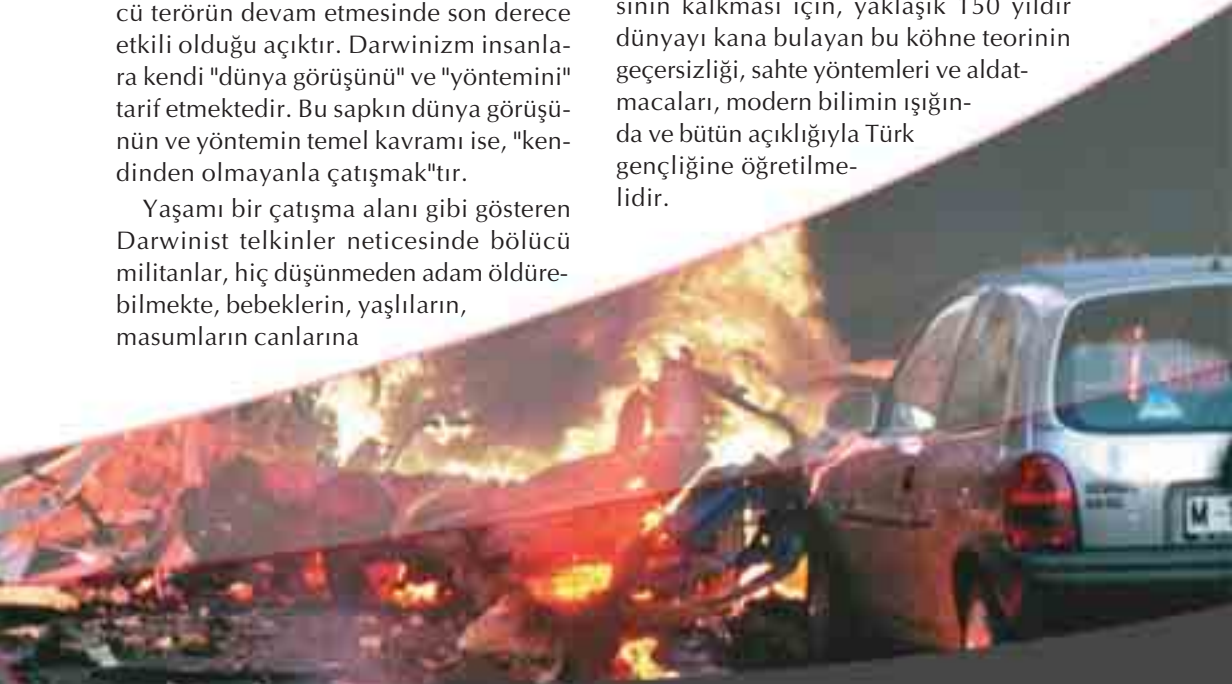 cü terörün devam etmesinde son derece
etkili olduğu açıktır. Darwinizm insanla-
ra kendi "dünya görüşünü" ve "yöntemini"
tarif etmektedir. Bu sapkın dünya görüşü-
nün ve yöntemin temel kavramı ise, "ken-
dinden olmayanla çatışmak"tır.
Yaşamı bir çatışma alanı gibi gösteren
Darwinist telkinler neticesinde bölücü
militanlar, hiç düşünmeden adam öldüre-
bilmekte, bebeklerin, yaşlıların,
masumların canlarına
sinin kalkması için, yaklaşık 150 yıldır
dünyayı kana bulayan bu köhne teorinin
geçersizliği, sahte yöntemleri ve aldat-
macaları, modern bilimin ışığın-
da ve bütün açıklığıyla Türk
gençliğine öğretilme-
lidir.
M